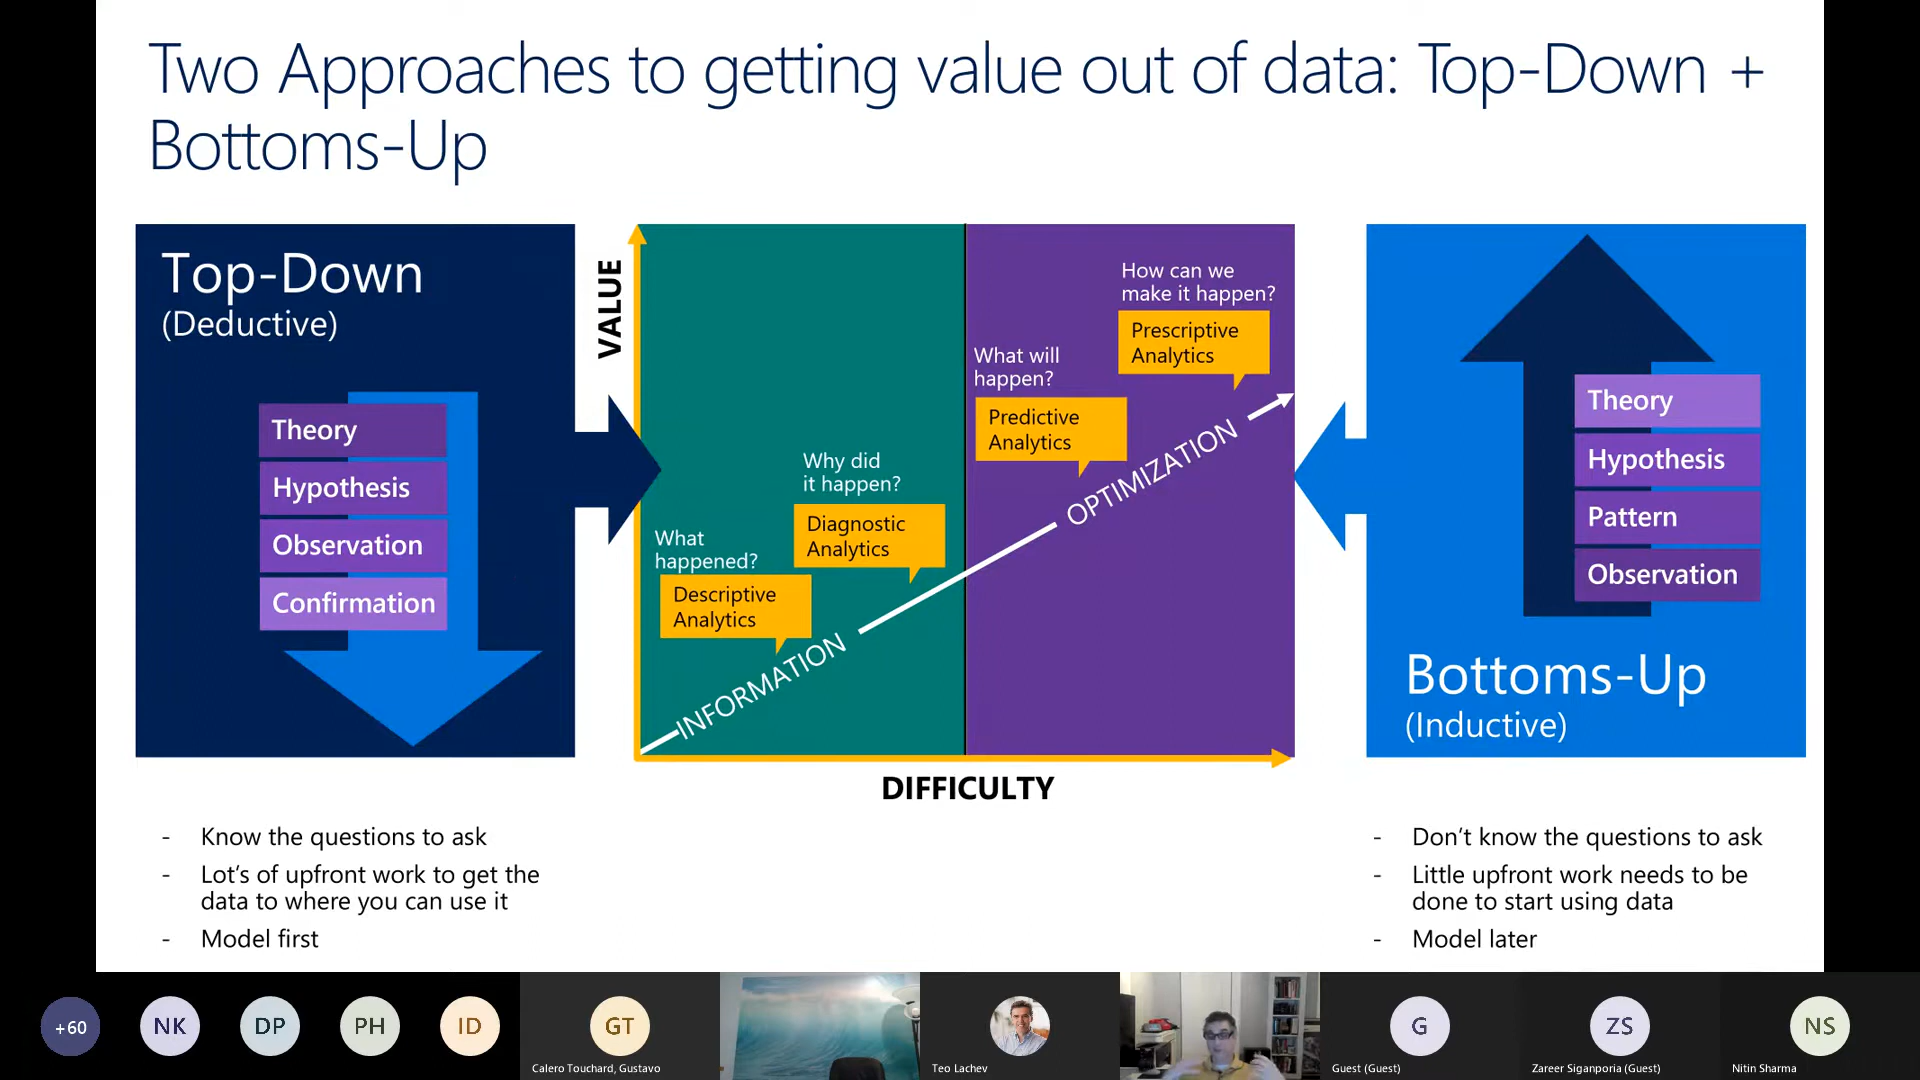 Two Approaches to getting value out of data: Top-Down +
Bottoms-Up
Top-Down
(Deductive)
Theory
Hypothesis
Observation
Confirmation
VALUE
How can we
make it happen?
Prescriptive
Analytics
What will
happen?
Predictive
Analytics
Why did
it happen?
Diagnostic
Analytics
What
happened?
Descriptive
Analytics
INFORMATION
OPTIMIZATION
DIFFICULTY
Theory
Hypothesis
Pattern
Observation
Bottoms-Up
(Inductive)
- Know the questions to ask
- Lot's of upfront work to get the
data to where you can use it
- Model first
- Don't know the questions to ask
- Little upfront work needs to be
done to start using data
- Model later
+60
NK
DP
PH
ID
GT
Calero Touchard, Gustavo
Teo Lachev
G
Guest (Guest)
ZS
Zareer Siganporia (Guest)
NS
Nitin Sharma